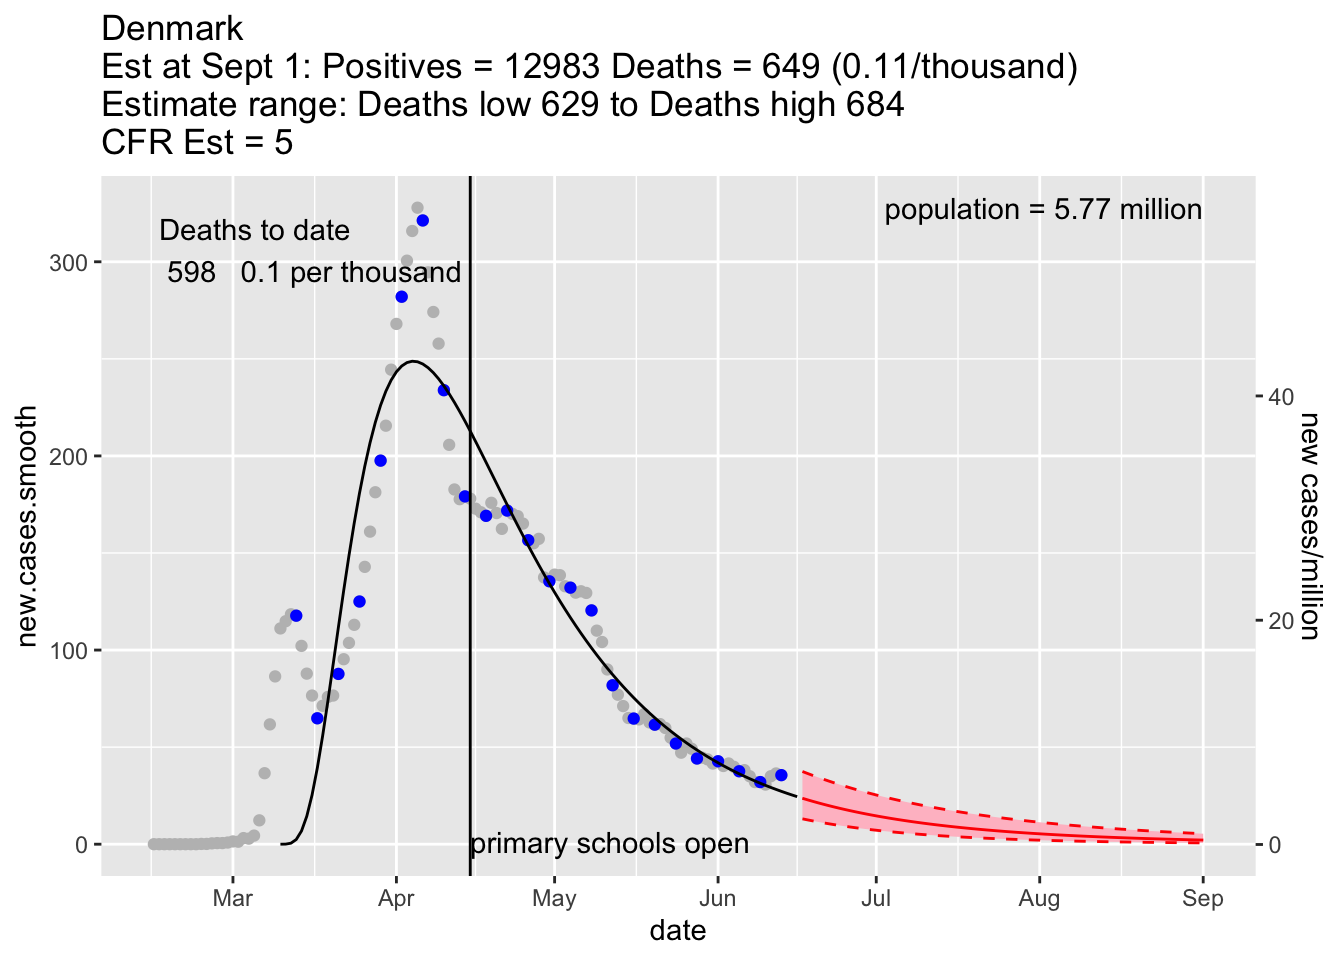 Denmark
Est at Sept 1: Positives = 12983 Deaths = 649 (0.11/thousand)
Estimate range: Deaths low 629 to Deaths high 684
CFR Est = 5
population = 5.77 million
Deaths to date
598 0.1 per thousand
primary schools open
new.cases.smooth
300
200
100
0
new cases/million
40
20
0
Mar Apr May Jun Jul Aug Sep
date